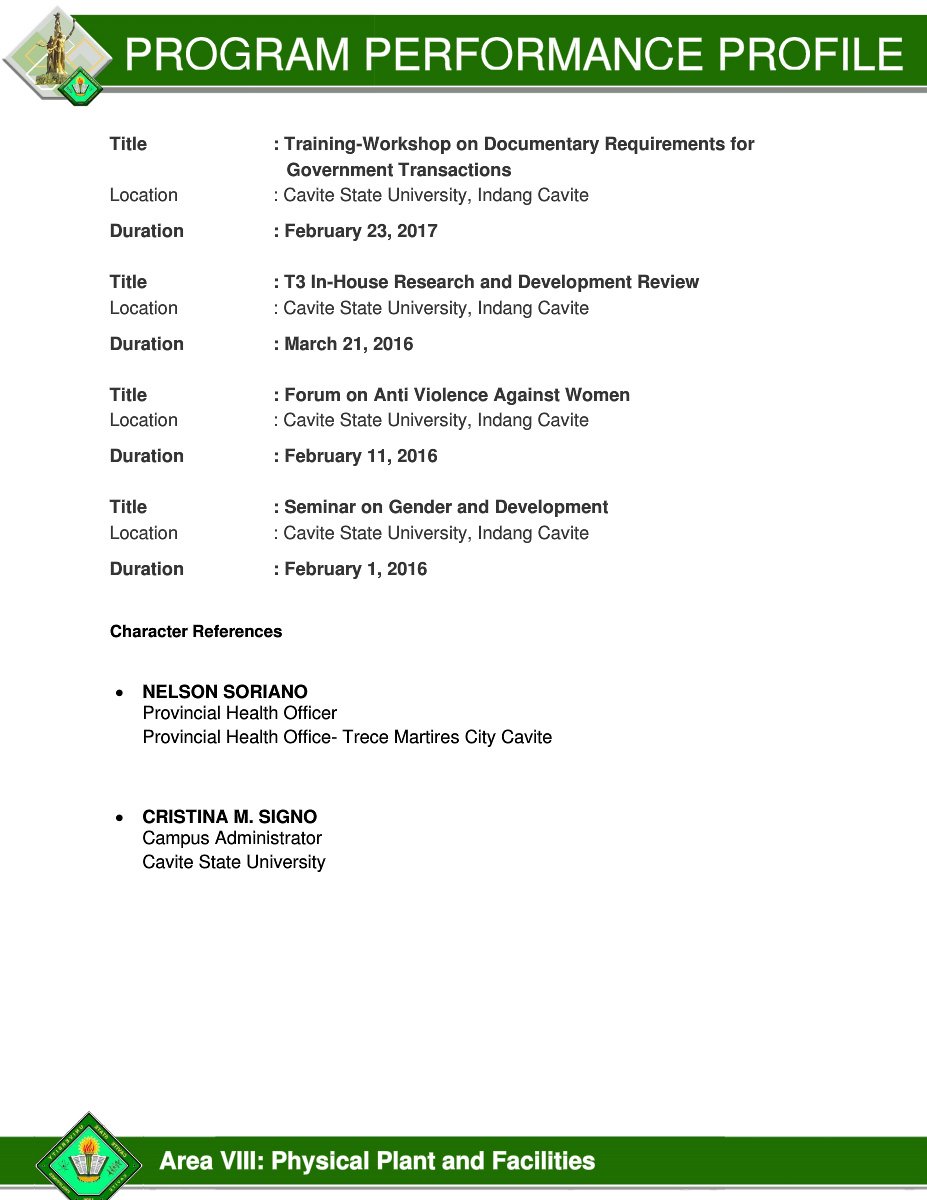 PROGRAM PERFORMANCE PROFILE
Title : Training-Workshop on Documentary Requirements for
Government Transactions
Location : Cavite State University, Indang Cavite
Duration : February 23, 2017
Title : T3 In-House Research and Development Review
Location : Cavite State University, Indang Cavite
Duration : March 21, 2016
Title : Forum on Anti Violence Against Women
Location : Cavite State University, Indang Cavite
Duration : February 11, 2016
Title : Seminar on Gender and Development
Location : Cavite State University, Indang Cavite
Duration : February 1, 2016
Character References
• NELSON SORIANO
Provincial Health Officer
Provincial Health Office- Trece Martires City Cavite
• CRISTINA M. SIGNO
Campus Administrator
Cavite State University
Area VIII: Physical Plant and Facilities